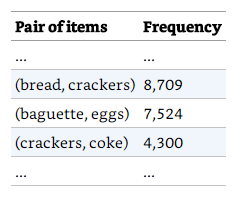 Pair of items Frequency
... ...
(bread, crackers) 8,709
(baguette, eggs) 7,524
(crackers, coke) 4,300
... ...